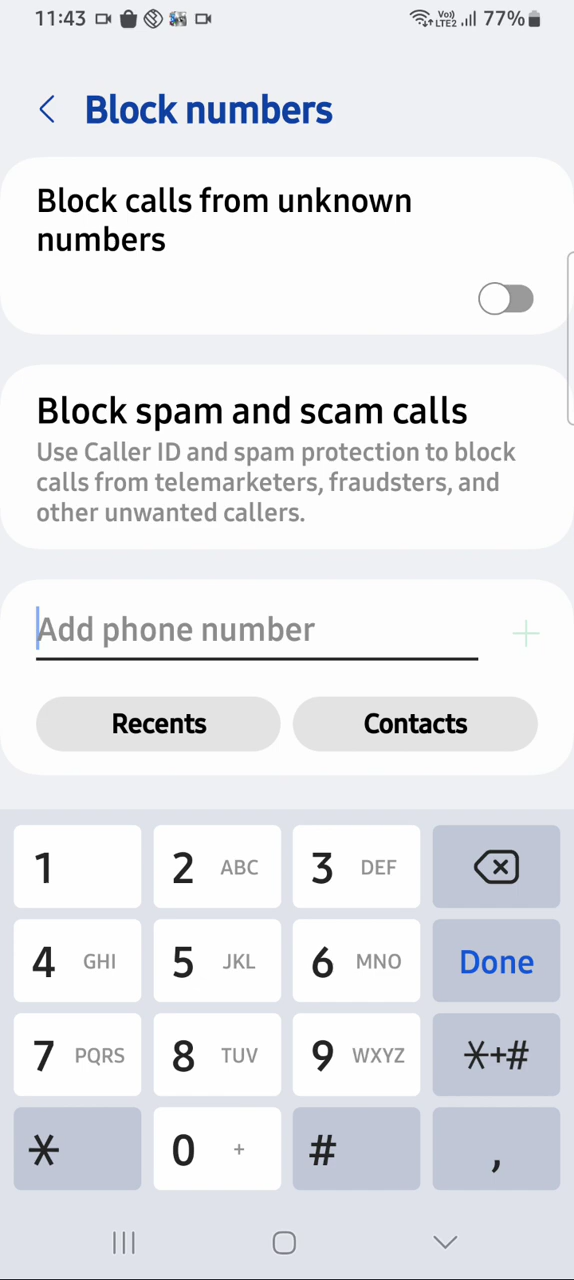 11:43 Vo)) LTE2 77%
Block numbers
Block calls from unknown
numbers
Block spam and scam calls
Use Caller ID and spam protection to block
calls from telemarketers, fraudsters, and
other unwanted callers.
Add phone number +
Recents Contacts
1 2 ABC 3 DEF
4 GHI 5 JKL 6 MNO Done
7 PQRS 8 TUV 9 WXYZ *+#
* 0 + # ,